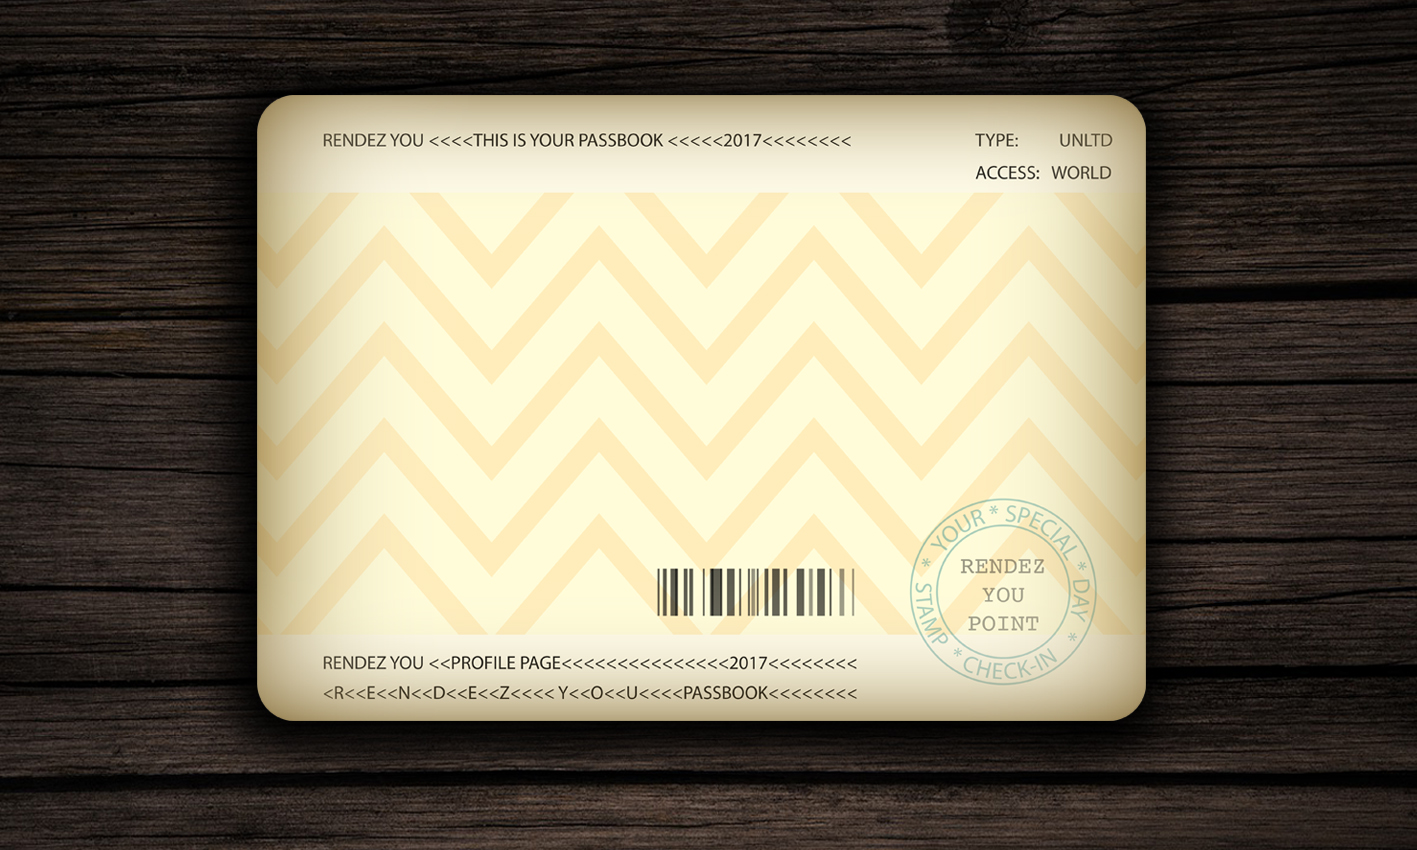 RENDEZ YOU <<<<THIS IS YOUR PASSBOOK <<<<<2017<<<<<<<<
TYPE: UNLTD
ACCESS: WORLD
* YOUR * SPECIAL * DAY * CHECK-IN * STAMP
RENDEZ
YOU
POINT
RENDEZ YOU <<PROFILE PAGE<<<<<<<<<<<<<<<2017<<<<<<<<
<R<<E<<N<<D<<E<<Z<<<< Y<<O<<U<<<<PASSBOOK<<<<<<<<